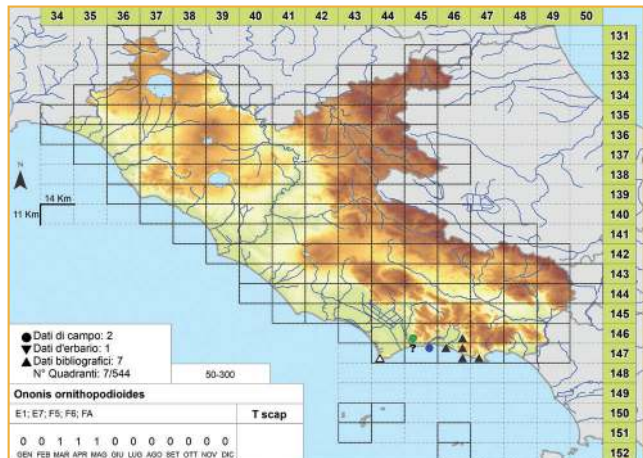 34 35 36 37 38 39 40 41 42 43 44 45 46 47 48 49 50
131
132
133
134
135
136
137
138
139
140
141
142
143
144
145
146
147
148
149
150
151
152
N
14 Km
11 Km
?
Dati di campo: 2
Dati d'erbario: 1
Dati bibliografici: 7
N° Quadranti: 7/544
50-300
Ononis ornithopodioides
E1; E7; F5; F6; FA
T scap
0 0 1 1 1 0 0 0 0 0 0 0
GEN FEB MAR APR MAG GIU LUG AGO SET OTT NOV DIC